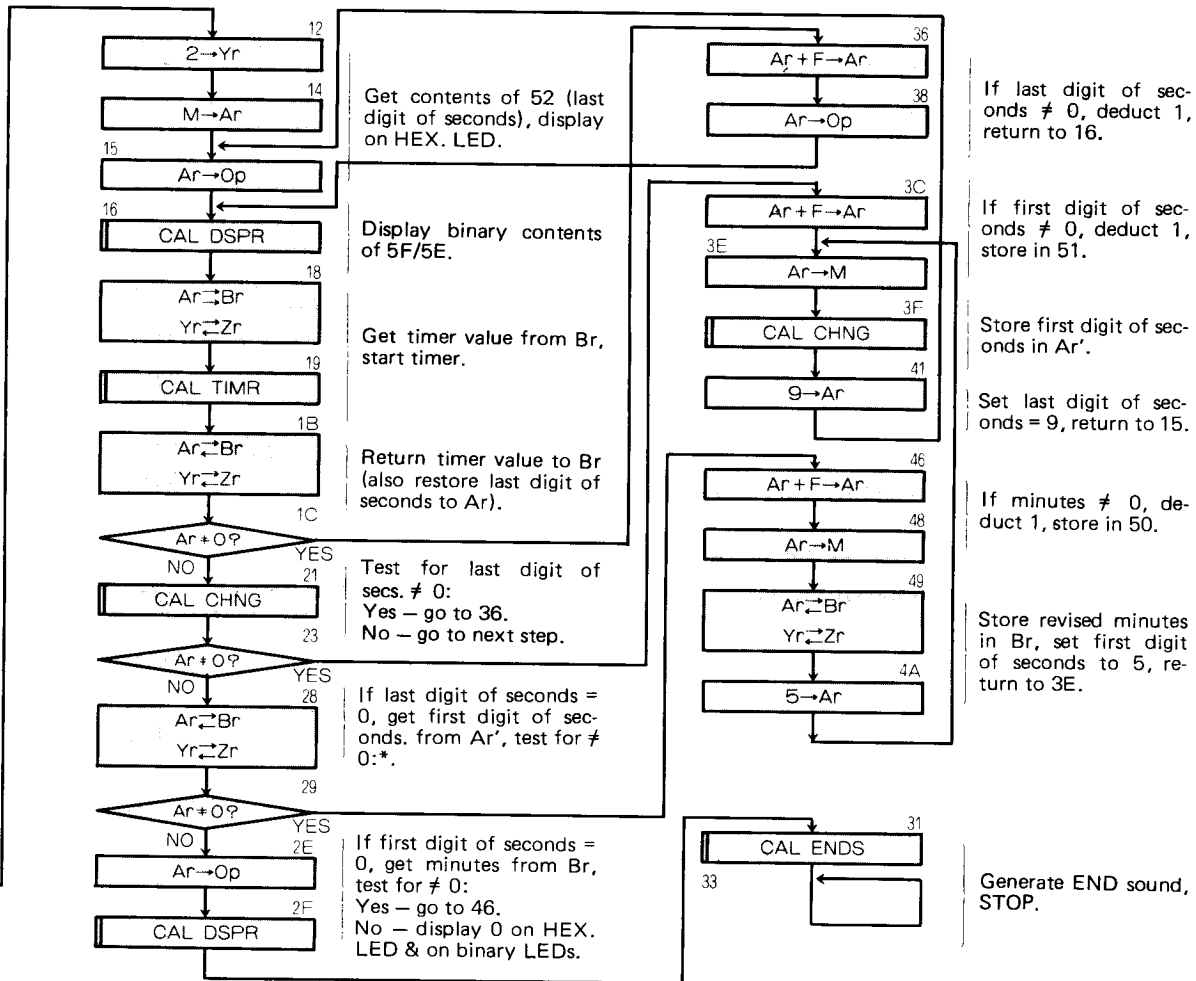 12
2→Yr
14
M→Ar
Get contents of 52 (last
digit of seconds), display
on HEX. LED.
15
Ar→Op
16
CAL DSPR
Display binary contents
of 5F/5E.
18
Ar⇄Br
Yr⇄Zr
Get timer value from Br,
start timer.
19
CAL TIMR
1B
Ar⇄Br
Yr⇄Zr
Return timer value to Br
(also restore last digit of
seconds to Ar).
1C
Ar≠0?
YES
NO
21
CAL CHNG
Test for last digit of
secs. ≠ 0:
Yes – go to 36.
No – go to next step.
23
Ar≠0?
YES
NO
28
Ar⇄Br
Yr⇄Zr
If last digit of seconds =
0, get first digit of sec-
onds. from Ar', test for ≠
0:*.
29
Ar≠0?
YES
NO
2E
Ar→Op
2F
CAL DSPR
If first digit of seconds =
0, get minutes from Br,
test for ≠ 0:
Yes – go to 46.
No – display 0 on HEX.
LED & on binary LEDs.
36
Ar+F→Ar
38
Ar→Op
If last digit of sec-
onds ≠ 0, deduct 1,
return to 16.
3C
Ar+F→Ar
3E
Ar→M
If first digit of sec-
onds ≠ 0, deduct 1,
store in 51.
3F
CAL CHNG
Store first digit of sec-
onds in Ar'.
41
9→Ar
Set last digit of sec-
onds = 9, return to 15.
46
Ar+F→Ar
48
Ar→M
If minutes ≠ 0, de-
duct 1, store in 50.
49
Ar⇄Br
Yr⇄Zr
4A
5→Ar
Store revised minutes
in Br, set first digit
of seconds to 5, re-
turn to 3E.
31
CAL ENDS
33
Generate END sound,
STOP.